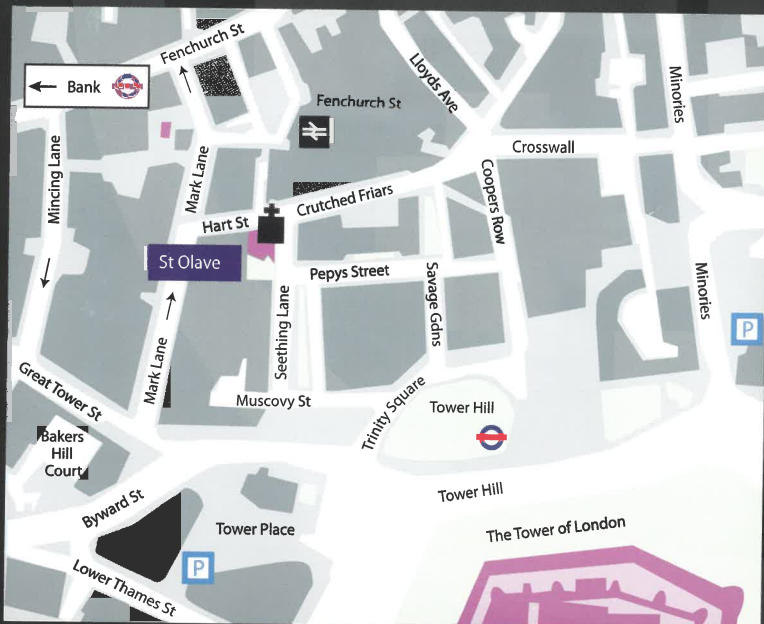 Fenchurch St
Bank
Fenchurch St
Lloyds Ave
Minories
Crosswall
Mincing Lane
Mark Lane
Coopers Row
Crutched Friars
Hart St
St Olave
Pepys Street
Savage Gdns
Minories
P
Seething Lane
Mark Lane
Great Tower St
Muscovy St
Trinity Square
Tower Hill
Bakers
Hill
Court
Tower Hill
Byward St
Tower Place
The Tower of London
P
Lower Thames St